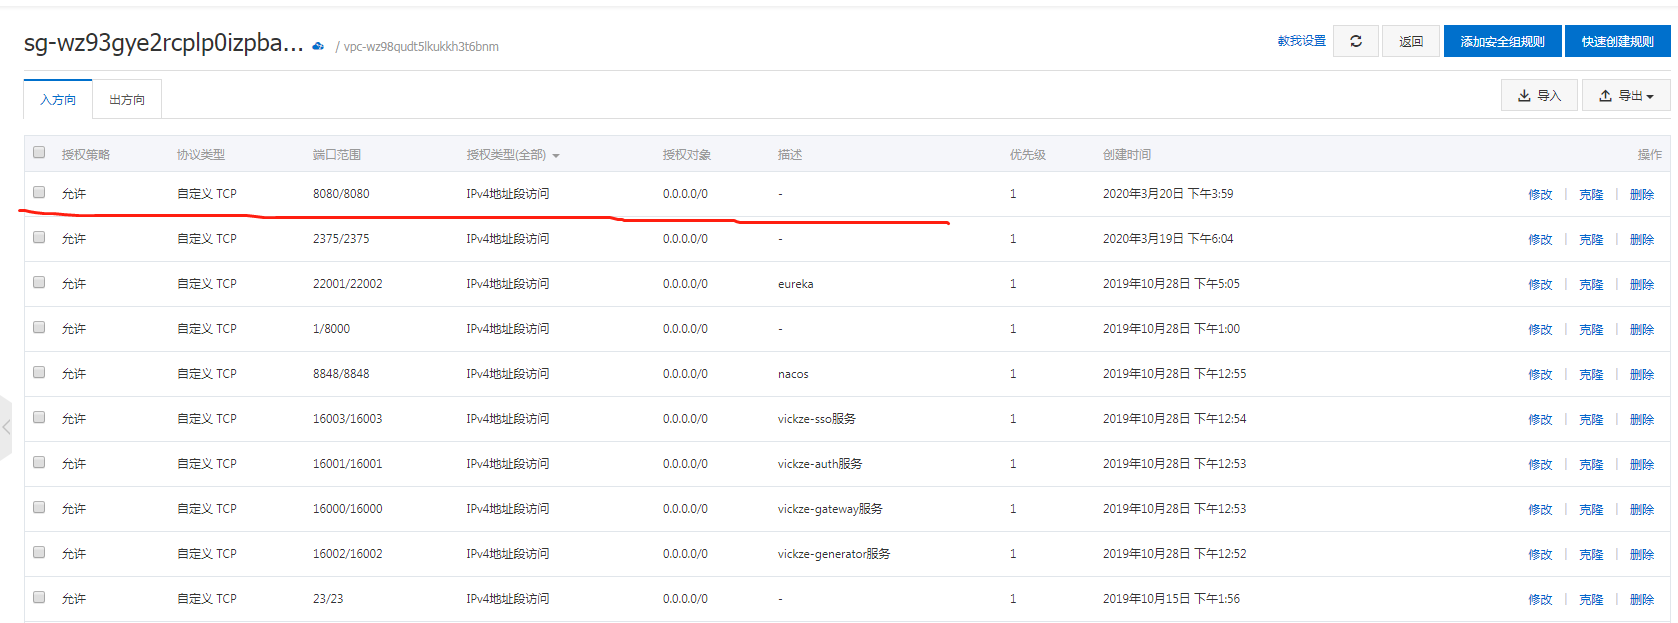 sg-wz93gye2rcplp0izpba... / vpc-wz98qudt5lkukkh3t6bnm 教我设置 返回 添加安全组规则 快速创建规则
入方向 出方向 导入 导出
授权策略 协议类型 端口范围 授权类型(全部) 授权对象 描述 优先级 创建时间 操作
允许 自定义 TCP 8080/8080 IPv4地址段访问 0.0.0.0/0 - 1 2020年3月20日 下午3:59 修改 克隆 删除
允许 自定义 TCP 2375/2375 IPv4地址段访问 0.0.0.0/0 - 1 2020年3月19日 下午6:04 修改 克隆 删除
允许 自定义 TCP 22001/22002 IPv4地址段访问 0.0.0.0/0 eureka 1 2019年10月28日 下午5:05 修改 克隆 删除
允许 自定义 TCP 1/8000 IPv4地址段访问 0.0.0.0/0 - 1 2019年10月28日 下午1:00 修改 克隆 删除
允许 自定义 TCP 8848/8848 IPv4地址段访问 0.0.0.0/0 nacos 1 2019年10月28日 下午12:55 修改 克隆 删除
允许 自定义 TCP 16003/16003 IPv4地址段访问 0.0.0.0/0 vickze-sso服务 1 2019年10月28日 下午12:54 修改 克隆 删除
允许 自定义 TCP 16001/16001 IPv4地址段访问 0.0.0.0/0 vickze-auth服务 1 2019年10月28日 下午12:53 修改 克隆 删除
允许 自定义 TCP 16000/16000 IPv4地址段访问 0.0.0.0/0 vickze-gateway服务 1 2019年10月28日 下午12:53 修改 克隆 删除
允许 自定义 TCP 16002/16002 IPv4地址段访问 0.0.0.0/0 vickze-generator服务 1 2019年10月28日 下午12:52 修改 克隆 删除
允许 自定义 TCP 23/23 IPv4地址段访问 0.0.0.0/0 - 1 2019年10月15日 下午1:56 修改 克隆 删除